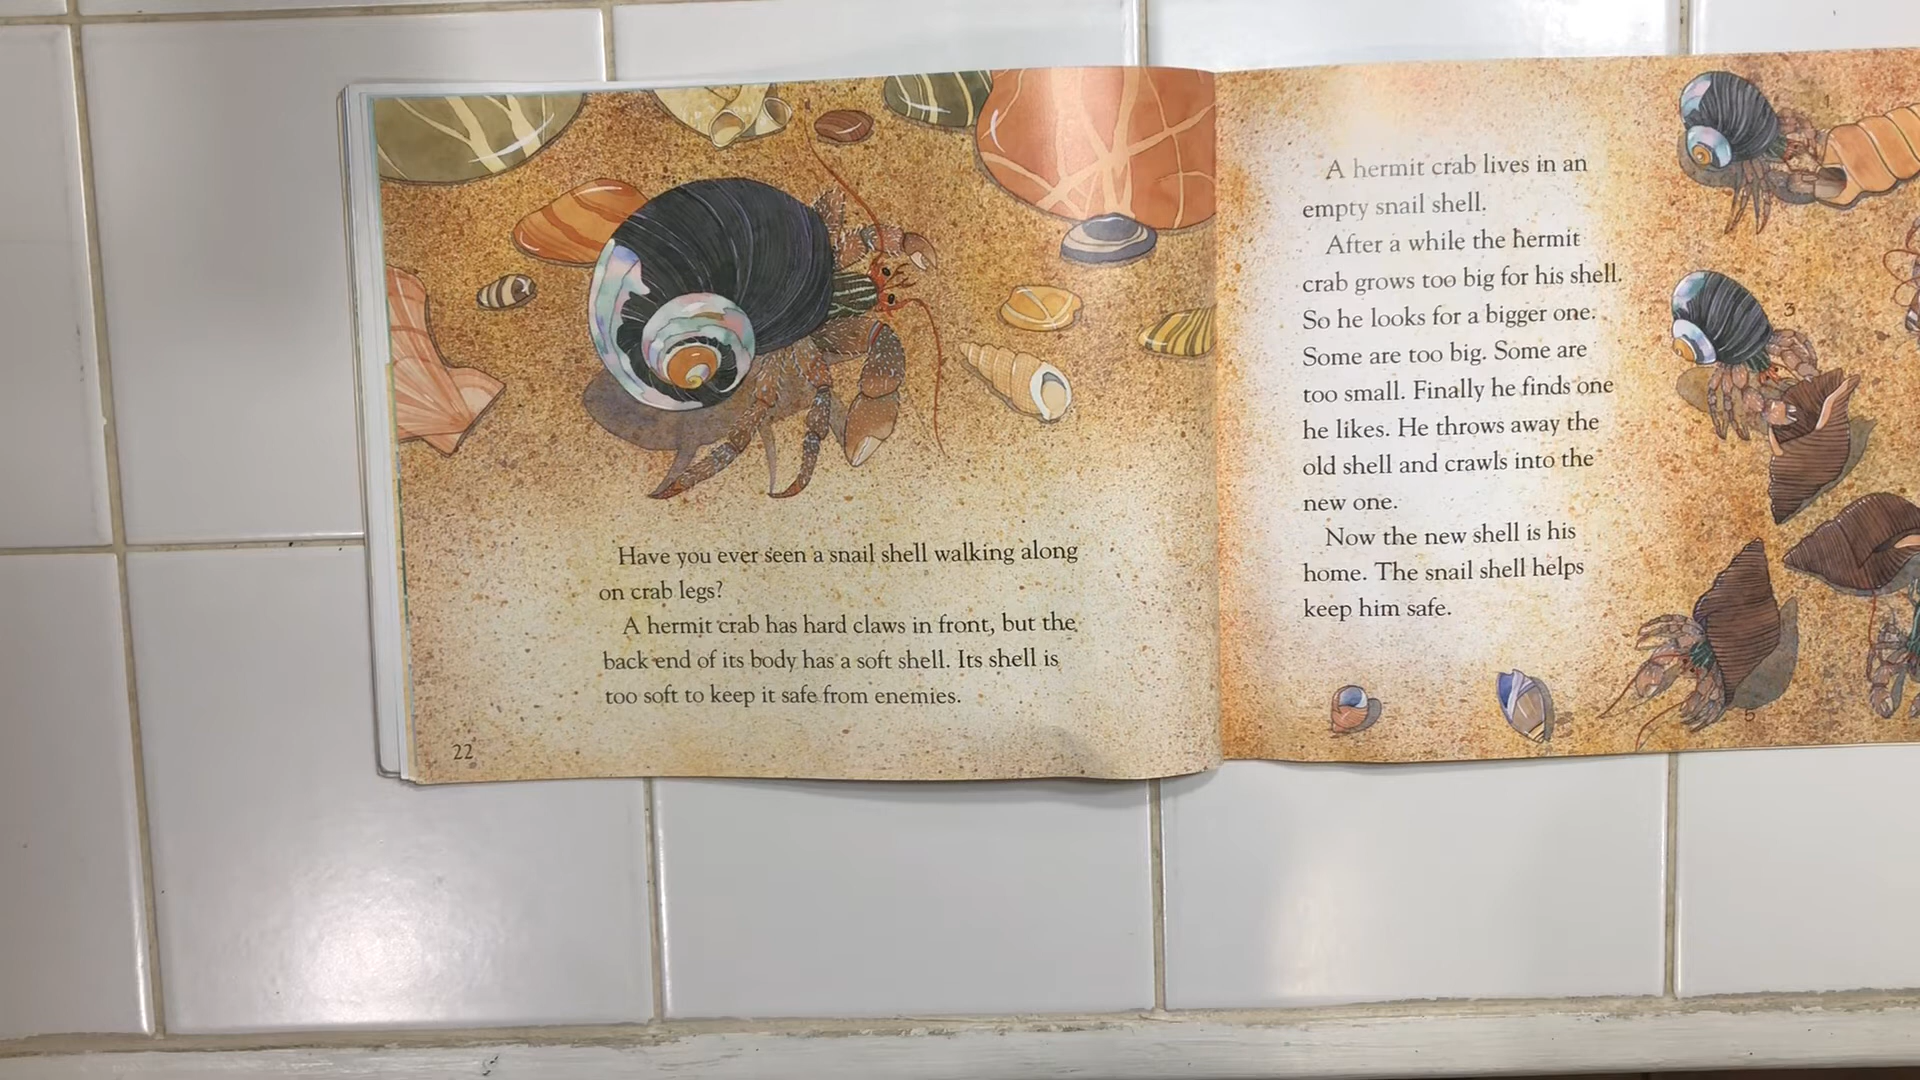 Have you ever seen a snail shell walking along
on crab legs?
A hermit crab has hard claws in front, but the
back end of its body has a soft shell. Its shell is
too soft to keep it safe from enemies.
22
A hermit crab lives in an
empty snail shell.
After a while the hermit
crab grows too big for his shell.
So he looks for a bigger one.
Some are too big. Some are
too small. Finally he finds one
he likes. He throws away the
old shell and crawls into the
new one.
Now the new shell is his
home. The snail shell helps
keep him safe.
1
3
5